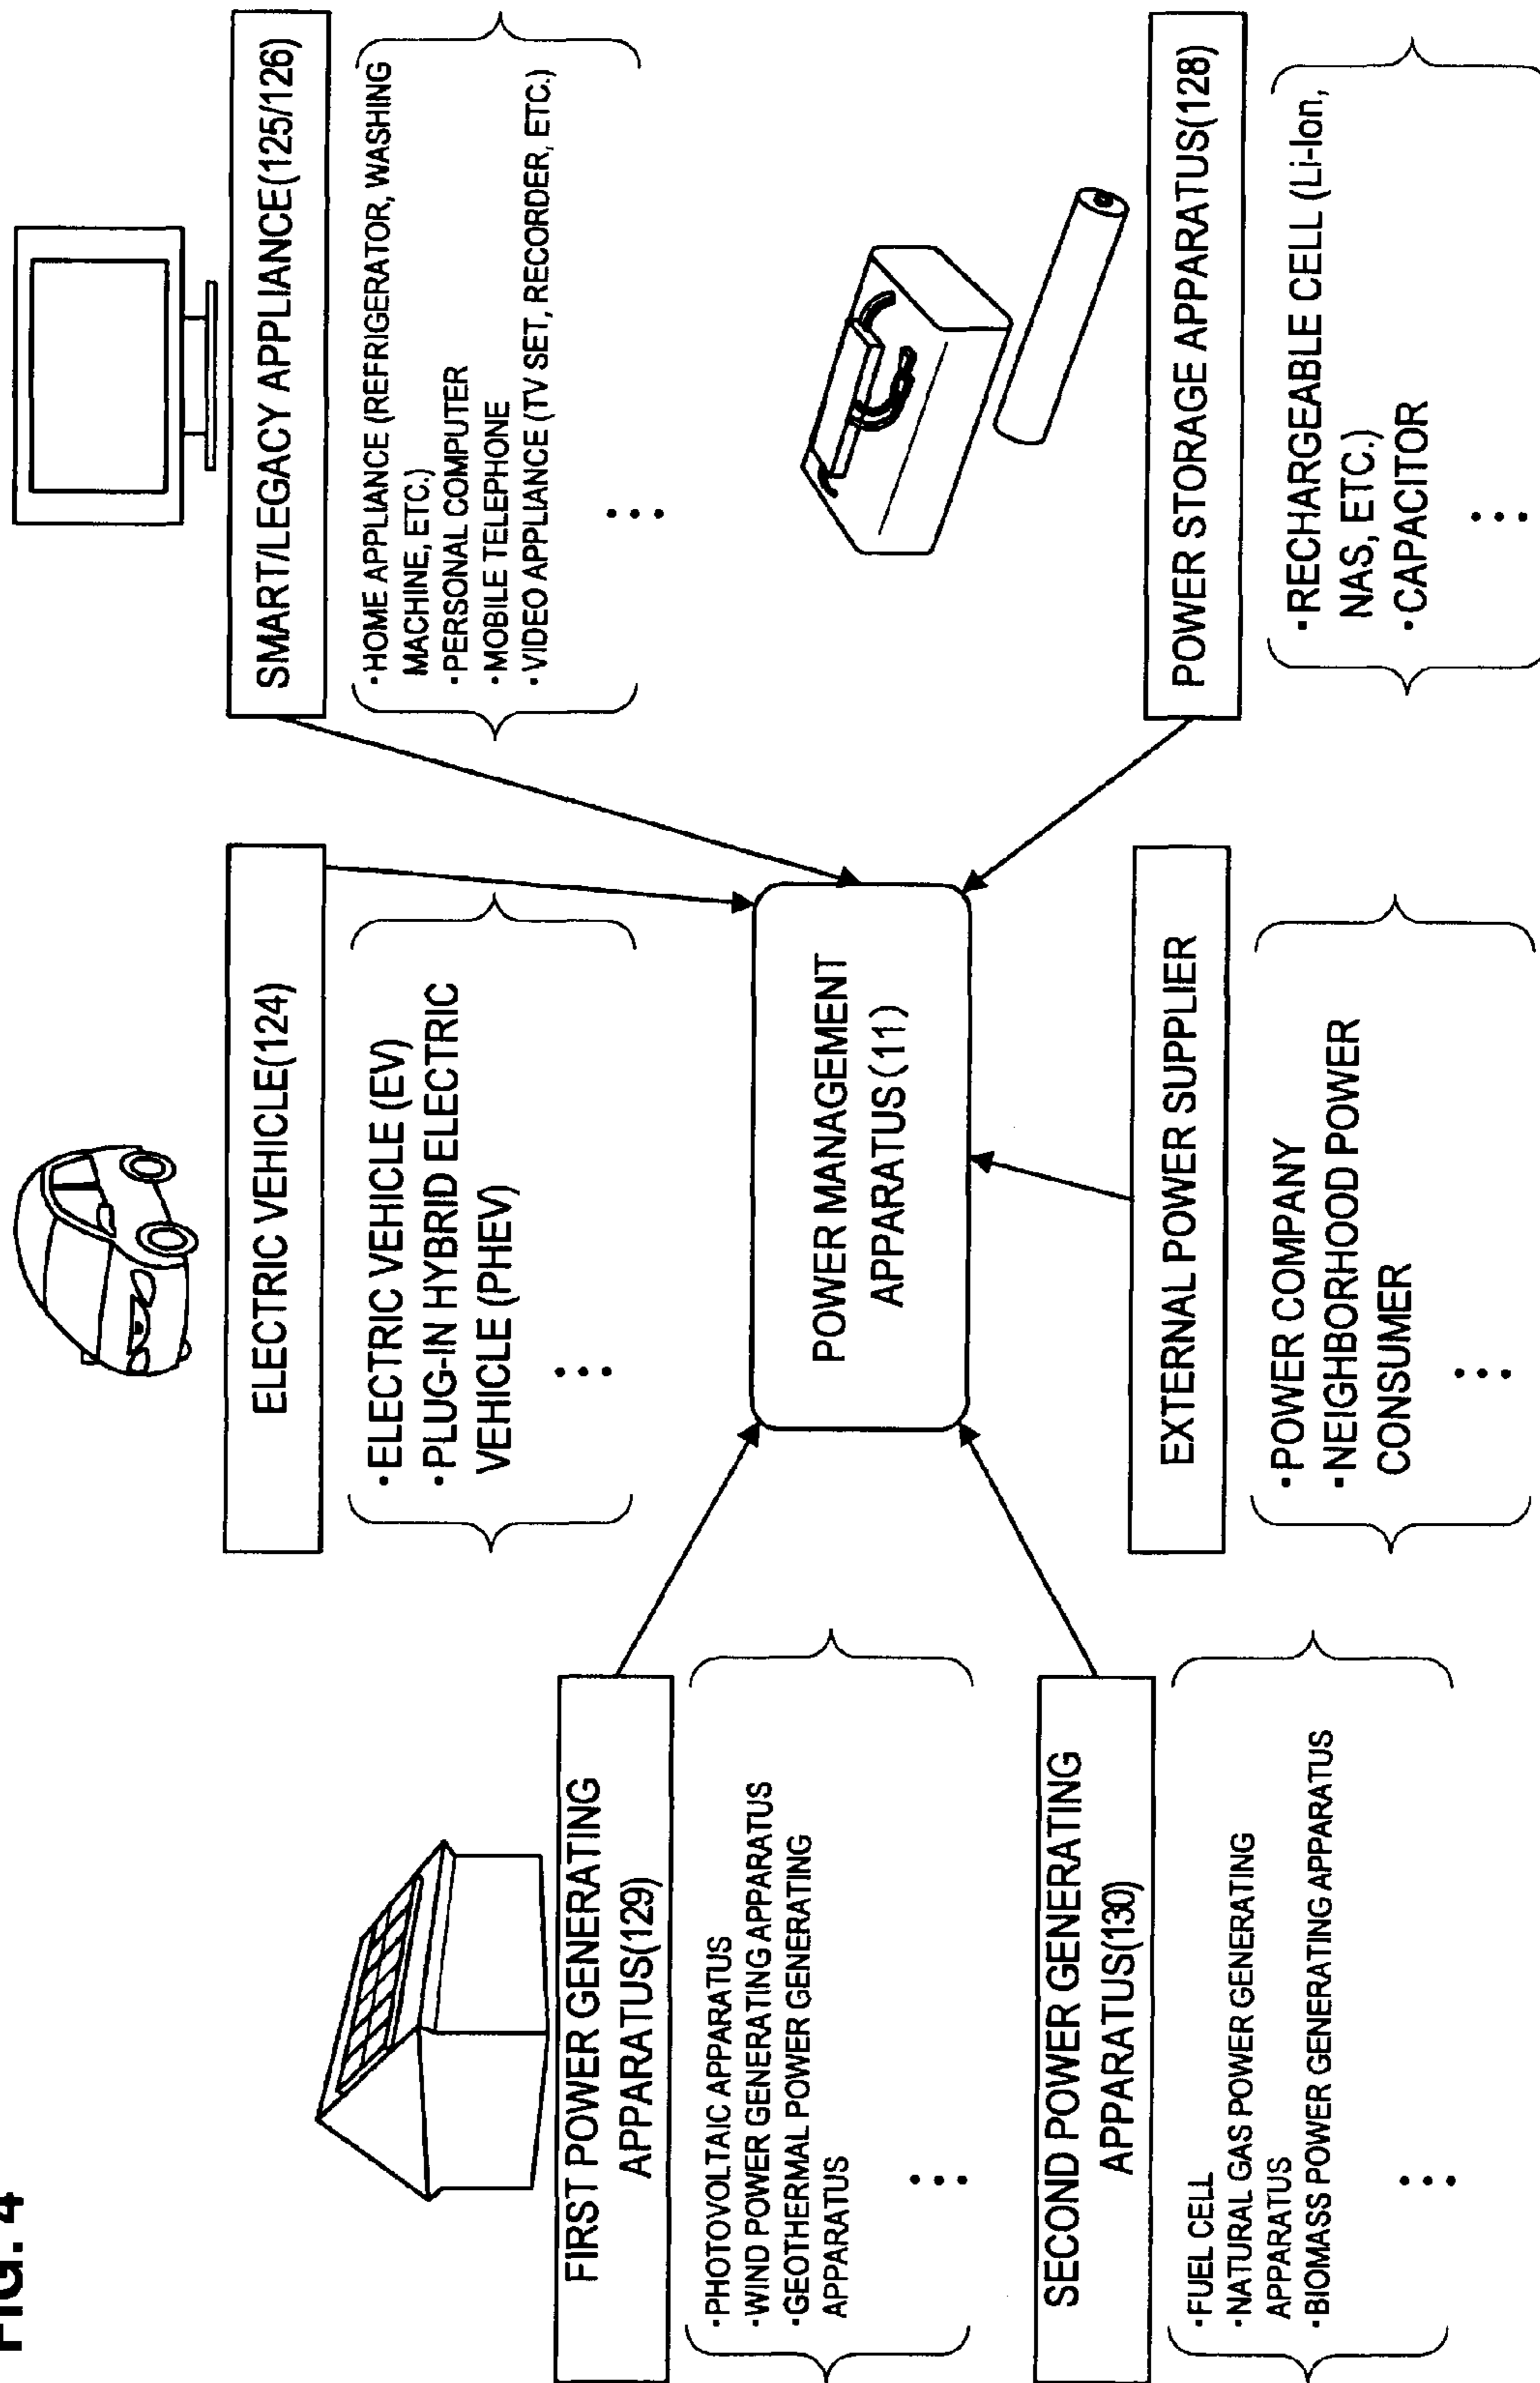 FIG. 4
ELECTRIC VEHICLE(124)
·ELECTRIC VEHICLE (EV)
·PLUG-IN HYBRID ELECTRIC
VEHICLE (PHEV)
SMART/LEGACY APPLIANCE(125/126)
·HOME APPLIANCE (REFRIGERATOR, WASHING
MACHINE, ETC.)
·PERSONAL COMPUTER
·MOBILE TELEPHONE
·VIDEO APPLIANCE (TV SET, RECORDER, ETC.)
FIRST POWER GENERATING
APPARATUS(129)
·PHOTOVOLTAIC APPARATUS
·WIND POWER GENERATING APPARATUS
·GEOTHERMAL POWER GENERATING
APPARATUS
POWER MANAGEMENT
APPARATUS(11)
SECOND POWER GENERATING
APPARATUS(130)
·FUEL CELL
·NATURAL GAS POWER GENERATING
APPARATUS
·BIOMASS POWER GENERATING APPARATUS
EXTERNAL POWER SUPPLIER
·POWER COMPANY
·NEIGHBORHOOD POWER
CONSUMER
POWER STORAGE APPARATUS(128)
·RECHARGEABLE CELL (Li-Ion,
NAS, ETC.)
·CAPACITOR